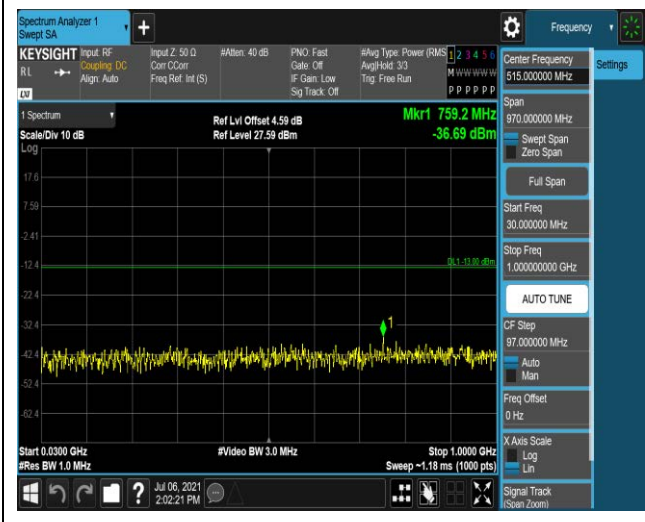 Spectrum Analyzer 1
Swept SA
+
Frequency
KEYSIGHT
RL
LXI
Input: RF
Coupling: DC
Align: Auto
Input Z: 50 Ω
Corr CCorr
Freq Ref: Int (S)
#Atten: 40 dB
PNO: Fast
Gate: Off
IF Gain: Low
Sig Track: Off
#Avg Type: Power (RMS
Avg|Hold: 3/3
Trig: Free Run
1 2 3 4 5 6
M W W W W W
P P P P P P
Center Frequency
515.000000 MHz
Settings
Span
970.000000 MHz
Swept Span
Zero Span
Full Span
Start Freq
30.000000 MHz
Stop Freq
1.000000000 GHz
AUTO TUNE
CF Step
97.000000 MHz
Auto
Man
Freq Offset
0 Hz
X Axis Scale
Log
Lin
Signal Track
(Span Zoom)
1 Spectrum
Scale/Div 10 dB
Log
Ref Lvl Offset 4.59 dB
Ref Level 27.59 dBm
Mkr1 759.2 MHz
-36.69 dBm
17.6
7.59
-2.41
-12.4
DL1 -13.00 dBm
-22.4
-32.4
1
-42.4
-52.4
-62.4
Start 0.0300 GHz
#Res BW 1.0 MHz
#Video BW 3.0 MHz
Stop 1.0000 GHz
Sweep ~1.18 ms (1000 pts)
?
Jul 06, 2021
2:02:21 PM